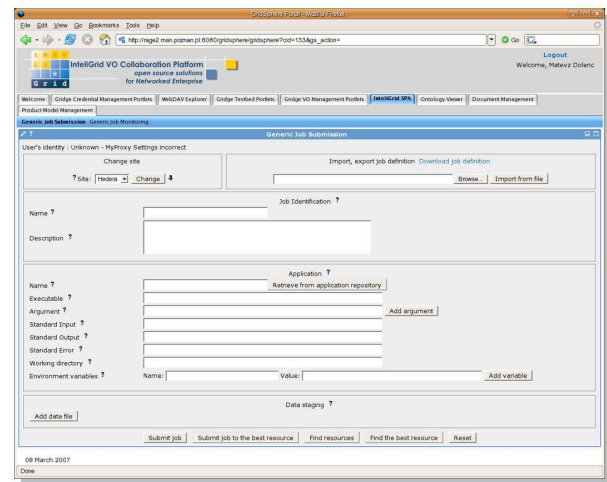 GridSphere Portal - Mozilla Firefox
File Edit View Go Bookmarks Tools Help
http://rage2.man.poznan.pl:8080/gridsphere/gridsphere?cid=133&gs_action= Go
Logout
Welcome, Matevz Dolenc
InteliGrid VO Collaboration Platform
open source solutions
for Networked Enterprise
Grid
Welcome Gridge Credential Management Portlets WebDAV Explorer Gridge Testbed Portlets Gridge VO Management Portlets InteliGrid SPA Ontology Viewer Document Management
Product Model Management
Generic Job Submission Generic Job Monitoring
? Generic Job Submission
User's identity : Unknown - MyProxy Settings incorrect
Change site
? Site: Hedera Change
Import, export job definition Download job definition
Browse... Import from file
Job Identification ?
Name ?
Description ?
Application ?
Name ? Retrieve from application repository
Executable ?
Argument ? Add argument
Standard Input ?
Standard Output ?
Standard Error ?
Working directory ?
Environment variables ? Name: Value: Add variable
Data staging ?
Add data file
Submit job Submit job to the best resource Find resources Find the best resource Reset
08 March 2007
Done